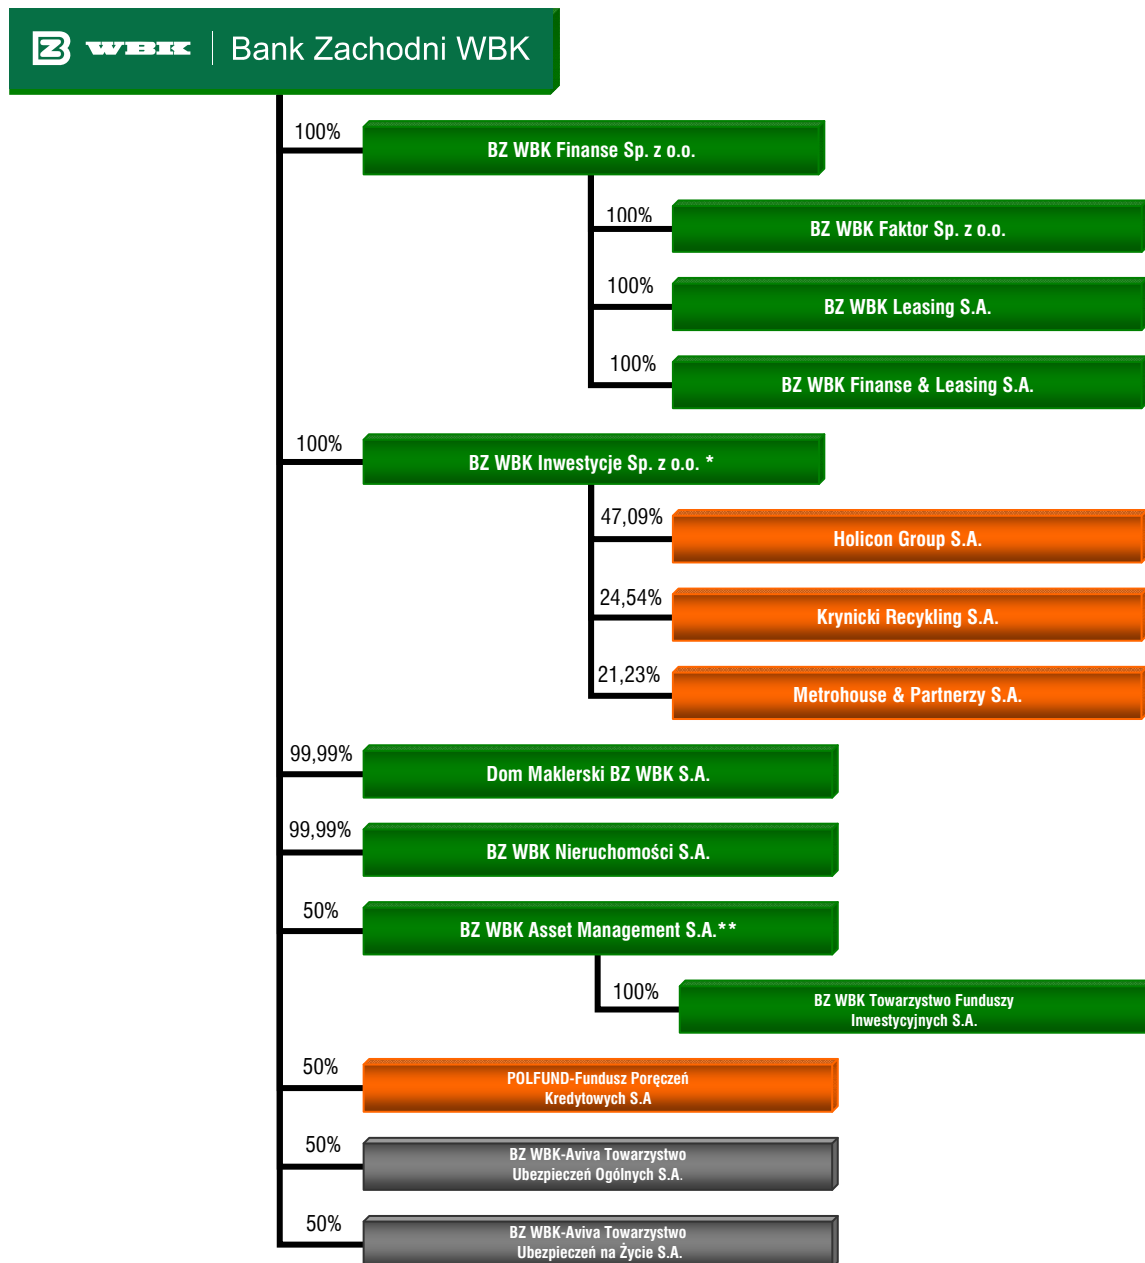 BZ WBK | Bank Zachodni WBK
100%
BZ WBK Finanse Sp. z o.o.
100%
BZ WBK Faktor Sp. z o.o.
100%
BZ WBK Leasing S.A.
100%
BZ WBK Finanse & Leasing S.A.
100%
BZ WBK Inwestycje Sp. z o.o. *
47,09%
Holicon Group S.A.
24,54%
Krynicki Recykling S.A.
21,23%
Metrohouse & Partnerzy S.A.
99,99%
Dom Maklerski BZ WBK S.A.
99,99%
BZ WBK Nieruchomości S.A.
50%
BZ WBK Asset Management S.A.**
100%
BZ WBK Towarzystwo Funduszy
Inwestycyjnych S.A.
50%
POLFUND-Fundusz Poręczeń
Kredytowych S.A
50%
BZ WBK-Aviva Towarzystwo
Ubezpieczeń Ogólnych S.A.
50%
BZ WBK-Aviva Towarzystwo
Ubezpieczeń na Życie S.A.